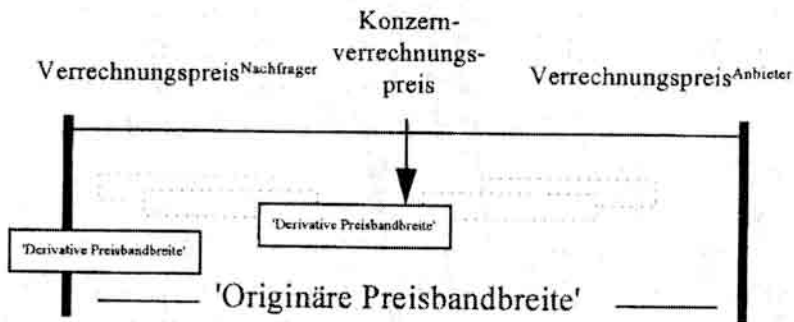 Konzern-
verrechnungs-
preis
Verrechnungspreis^Nachfrager
Verrechnungspreis^Anbieter
'Derivative Preisbandbreite'
'Derivative Preisbandbreite'
'Originäre Preisbandbreite'